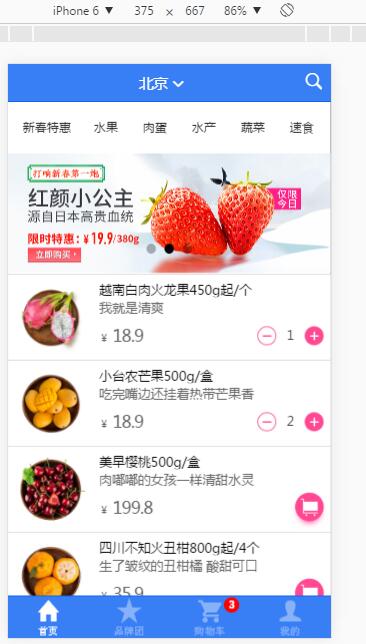 iPhone 6 ▼ 375 × 667 86% ▼
北京
新春特惠 水果 肉蛋 水产 蔬菜 速食
打响新春第一炮
红颜小公主
源自日本高贵血统
限时特惠：¥19.9/380g
立即购买
仅限
今日
越南白肉火龙果450g起/个
我就是清爽
¥ 18.9
1
小台农芒果500g/盒
吃完嘴边还挂着热带芒果香
¥ 18.9
2
美早樱桃500g/盒
肉嘟嘟的女孩一样清甜水灵
¥ 199.8
四川不知火丑柑800g起/4个
生了皱纹的丑柑橘 酸甜可口
¥ 35.9
3
首页 品牌团 购物车 我的